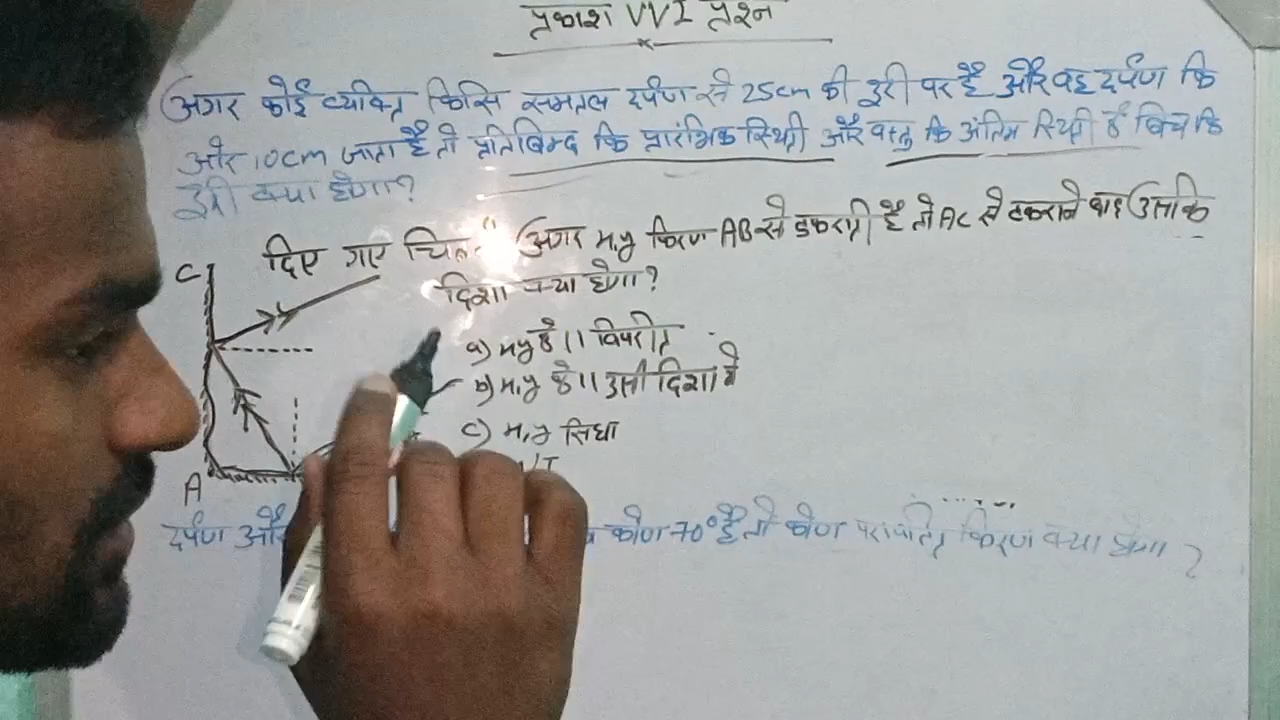 प्रकाश VVI प्रश्न
अगर कोई व्यक्ति किसि समतल दर्पण से 25cm की दुरी पर है और वह दर्पण कि
ओर 10cm जाता है तो प्रतिबिम्ब कि प्रारंभिक स्थिती और वस्तु कि अंतिम स्थिती के बिच कि
दुरी क्या होगा?
दिए गए अगर m,y किरण AB से टकराती है तो AC से टकराने बाद उसकि
दिशा क्या होगा?
C
a) m,y के || विपरीत
b) m,y के || उसी दिशा मे
c) m,y सिधा
A
दर्पण और कोण 70° है तो कोण परावर्तित किरण क्या होगा ?